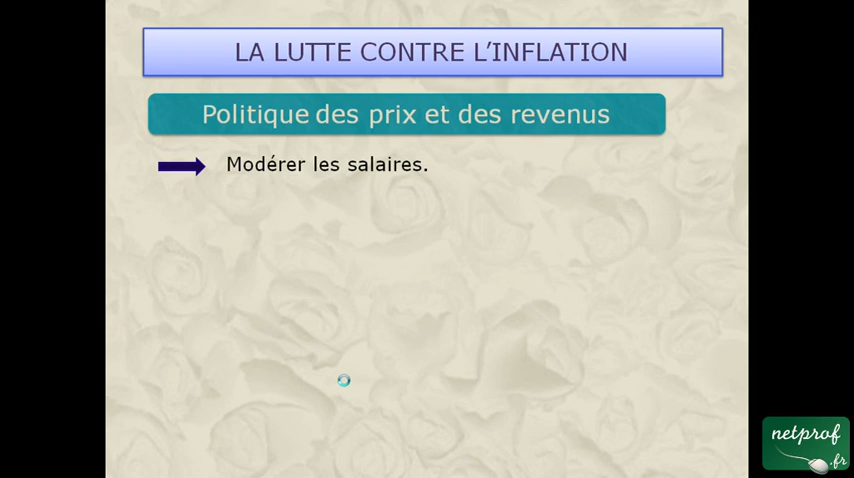 LA LUTTE CONTRE L’INFLATION
Politique des prix et des revenus
Modérer les salaires.
netprof
.fr